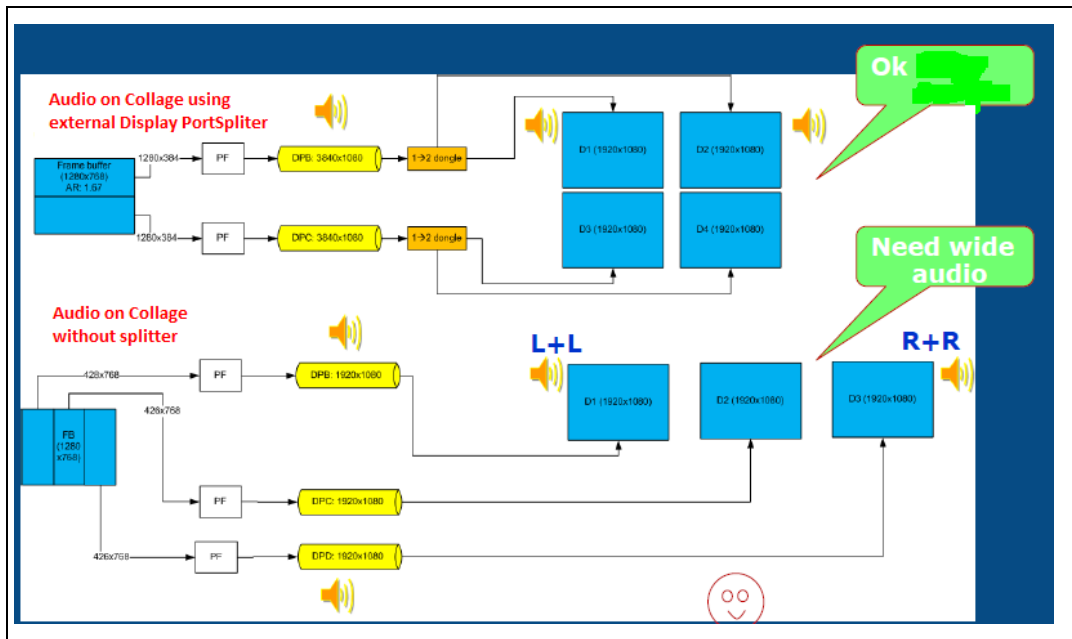 Audio on Collage using
external Display PortSpliter
Ok
Frame buffer
(1280x768)
AR: 1.67
1280x384
PF
DPB: 3840x1080
1→2 dongle
D1 (1920x1080)
D2 (1920x1080)
1280x384
PF
DPC: 3840x1080
1→2 dongle
D3 (1920x1080)
D4 (1920x1080)
Need wide
audio
Audio on Collage
without splitter
L+L
R+R
428x768
PF
DPB: 1920x1080
D1 (1920x1080)
D2 (1920x1080)
D3 (1920x1080)
426x768
FB
(1280
x768)
PF
DPC: 1920x1080
426x768
PF
DPD: 1920x1080